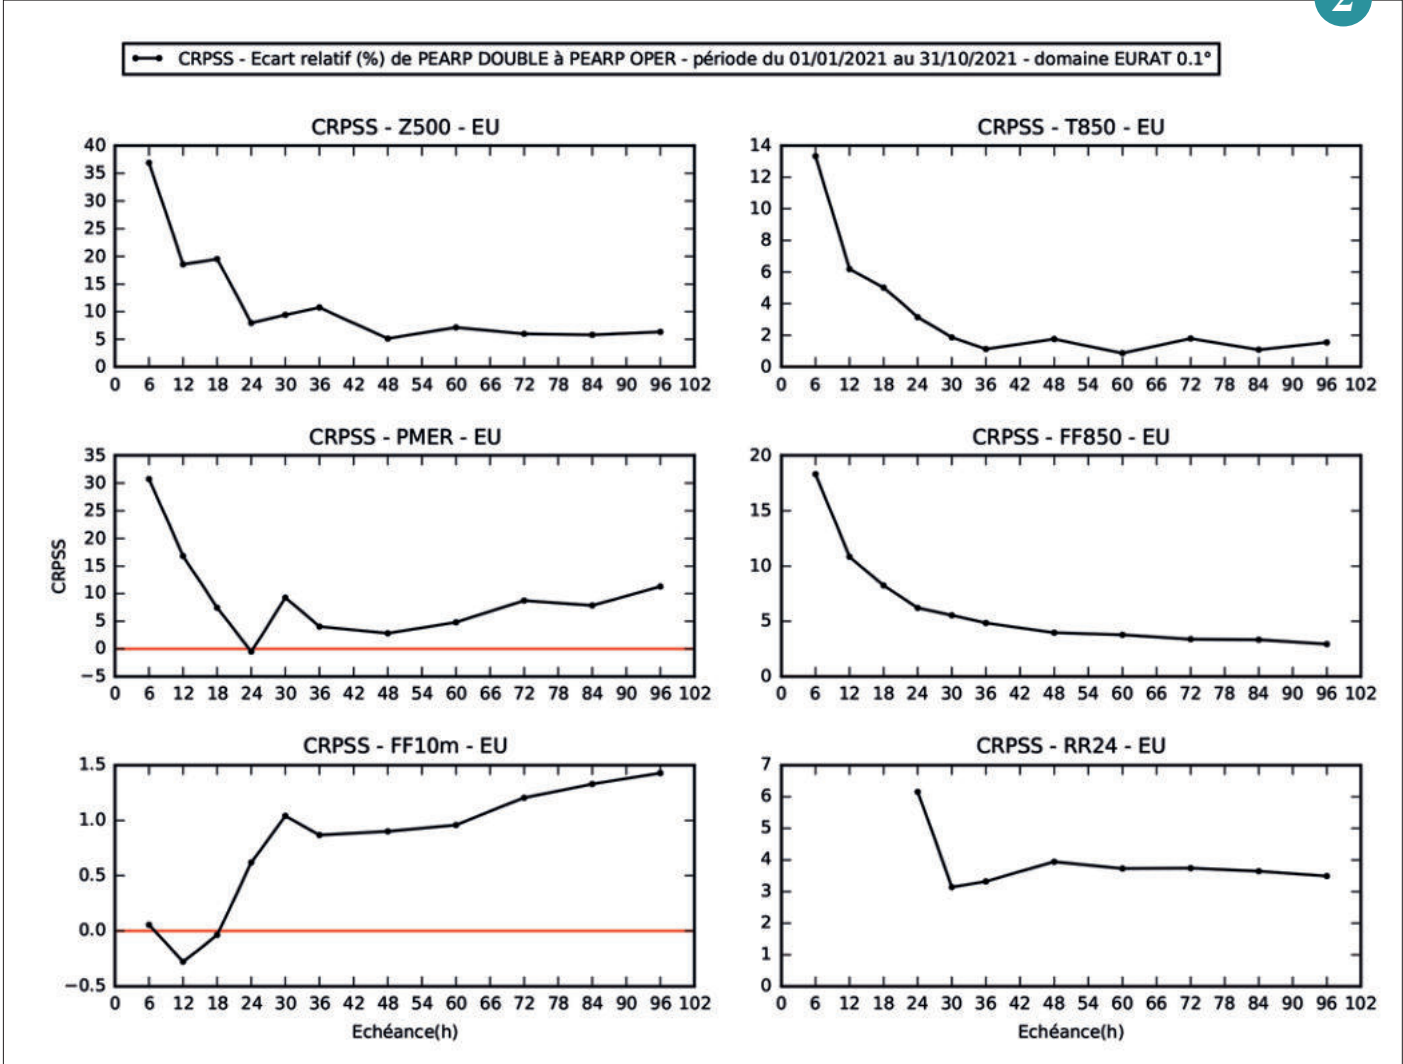 2
CRPSS - Ecart relatif (%) de PEARP DOUBLE à PEARP OPER - période du 01/01/2021 au 31/10/2021 - domaine EURAT 0.1°
CRPSS - Z500 - EU
40
35
30
25
20
15
10
5
0
0 6 12 18 24 30 36 42 48 54 60 66 72 78 84 90 96 102
CRPSS - T850 - EU
14
12
10
8
6
4
2
0
0 6 12 18 24 30 36 42 48 54 60 66 72 78 84 90 96 102
CRPSS - PMER - EU
CRPSS
35
30
25
20
15
10
5
0
−5
0 6 12 18 24 30 36 42 48 54 60 66 72 78 84 90 96 102
CRPSS - FF850 - EU
20
15
10
5
0
0 6 12 18 24 30 36 42 48 54 60 66 72 78 84 90 96 102
CRPSS - FF10m - EU
1.5
1.0
0.5
0.0
−0.5
0 6 12 18 24 30 36 42 48 54 60 66 72 78 84 90 96 102
Echéance(h)
CRPSS - RR24 - EU
7
6
5
4
3
2
1
0
0 6 12 18 24 30 36 42 48 54 60 66 72 78 84 90 96 102
Echéance(h)